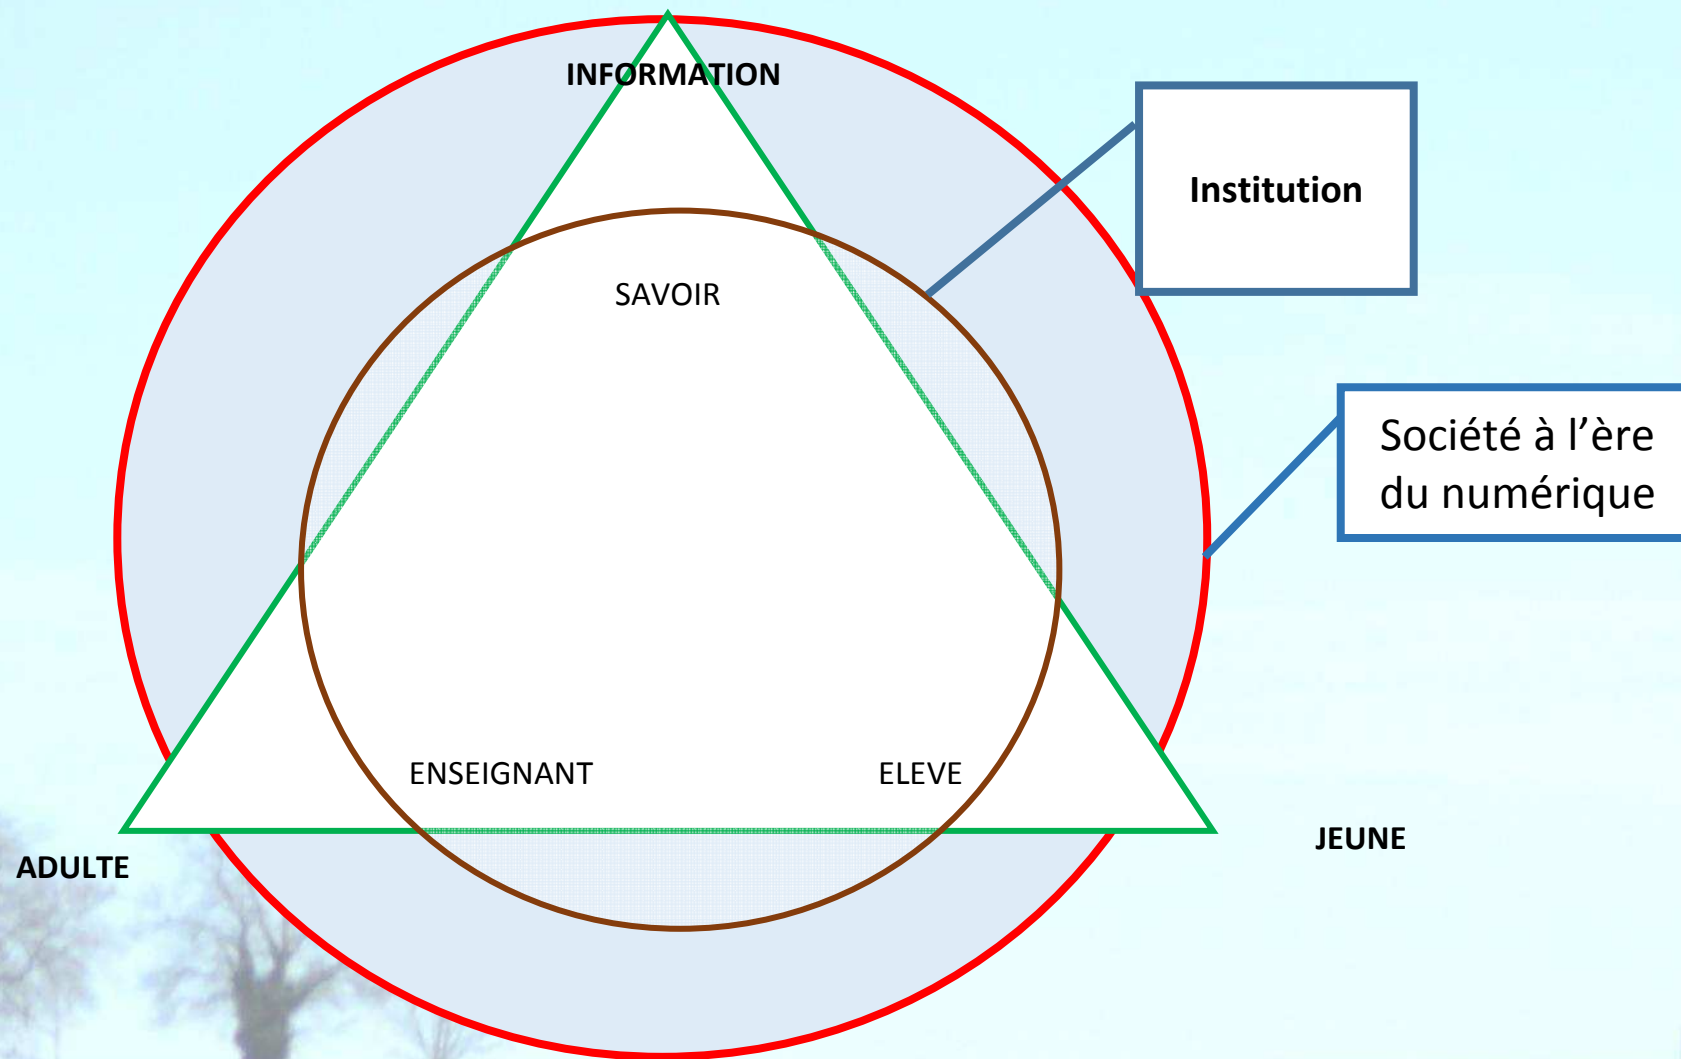 INFORMATION
Institution
SAVOIR
Société à l’ère
du numérique
ENSEIGNANT
ELEVE
JEUNE
ADULTE